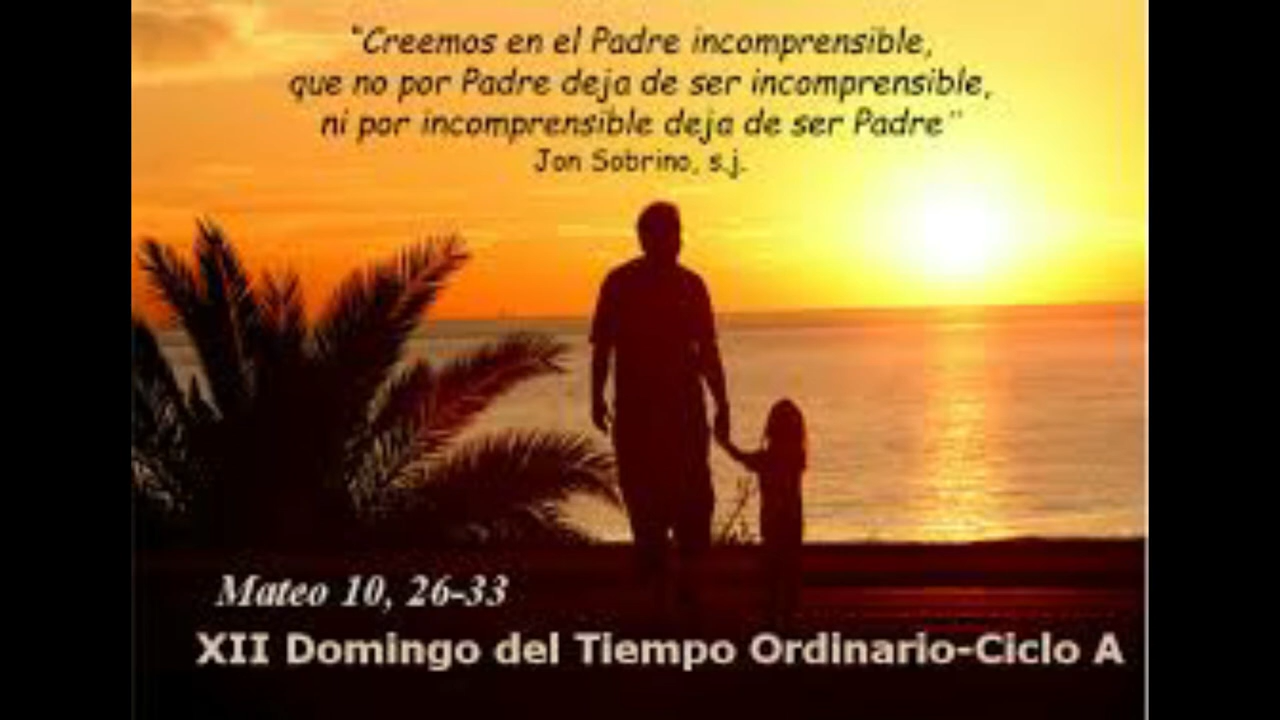 "Creemos en el Padre incomprensible,
que no por Padre deja de ser incomprensible,
ni por incomprensible deja de ser Padre"
Jon Sobrino, s.j.
Mateo 10, 26-33
XII Domingo del Tiempo Ordinario-Ciclo A